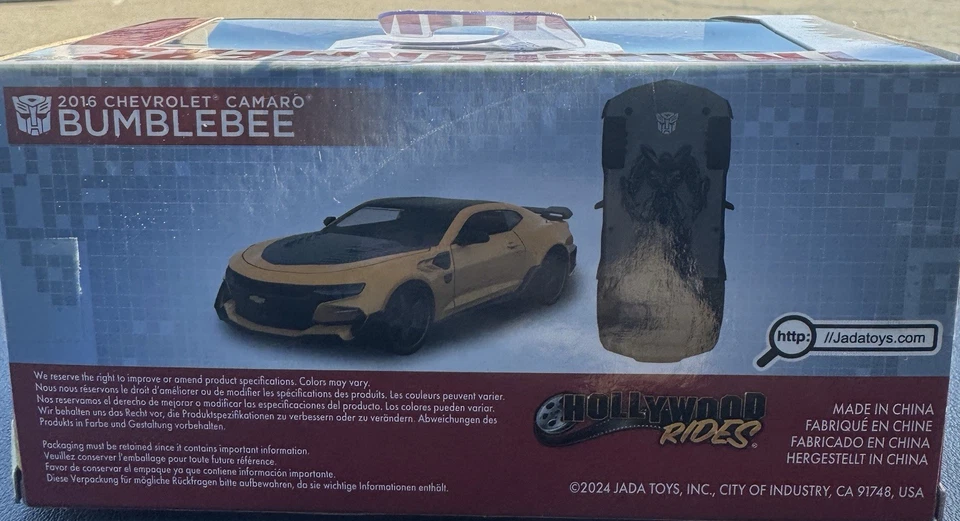 2016 CHEVROLET® CAMARO®
BUMBLEBEE
http: //Jadatoys.com
We reserve the right to improve or amend product specifications. Colors may vary.
Nous nous réservons le droit d'améliorer ou de modifier les spécifications des produits. Les couleurs peuvent varier.
Nos reservamos el derecho de mejorar o modificar las especificaciones del producto. Los colores pueden variar.
Wir behalten uns das Recht vor, die Produktspezifikationen zu verbessern oder zu verändern. Abweichungen des
Produkts in Farbe und Gestaltung vorbehalten.
Packaging must be retained since it contains important information.
Veuillez conserver l'emballage pour toute future référence.
Favor de conservar el empaque ya que contiene información importante.
Diese Verpackung für mögliche Rückfragen bitte aufbewahren, da sie wichtige Informationen enthält.
HOLLYWOOD
RIDES®
MADE IN CHINA
FABRIQUÉ EN CHINE
FABRICADO EN CHINA
HERGESTELLT IN CHINA
©2024 JADA TOYS, INC., CITY OF INDUSTRY, CA 91748, USA